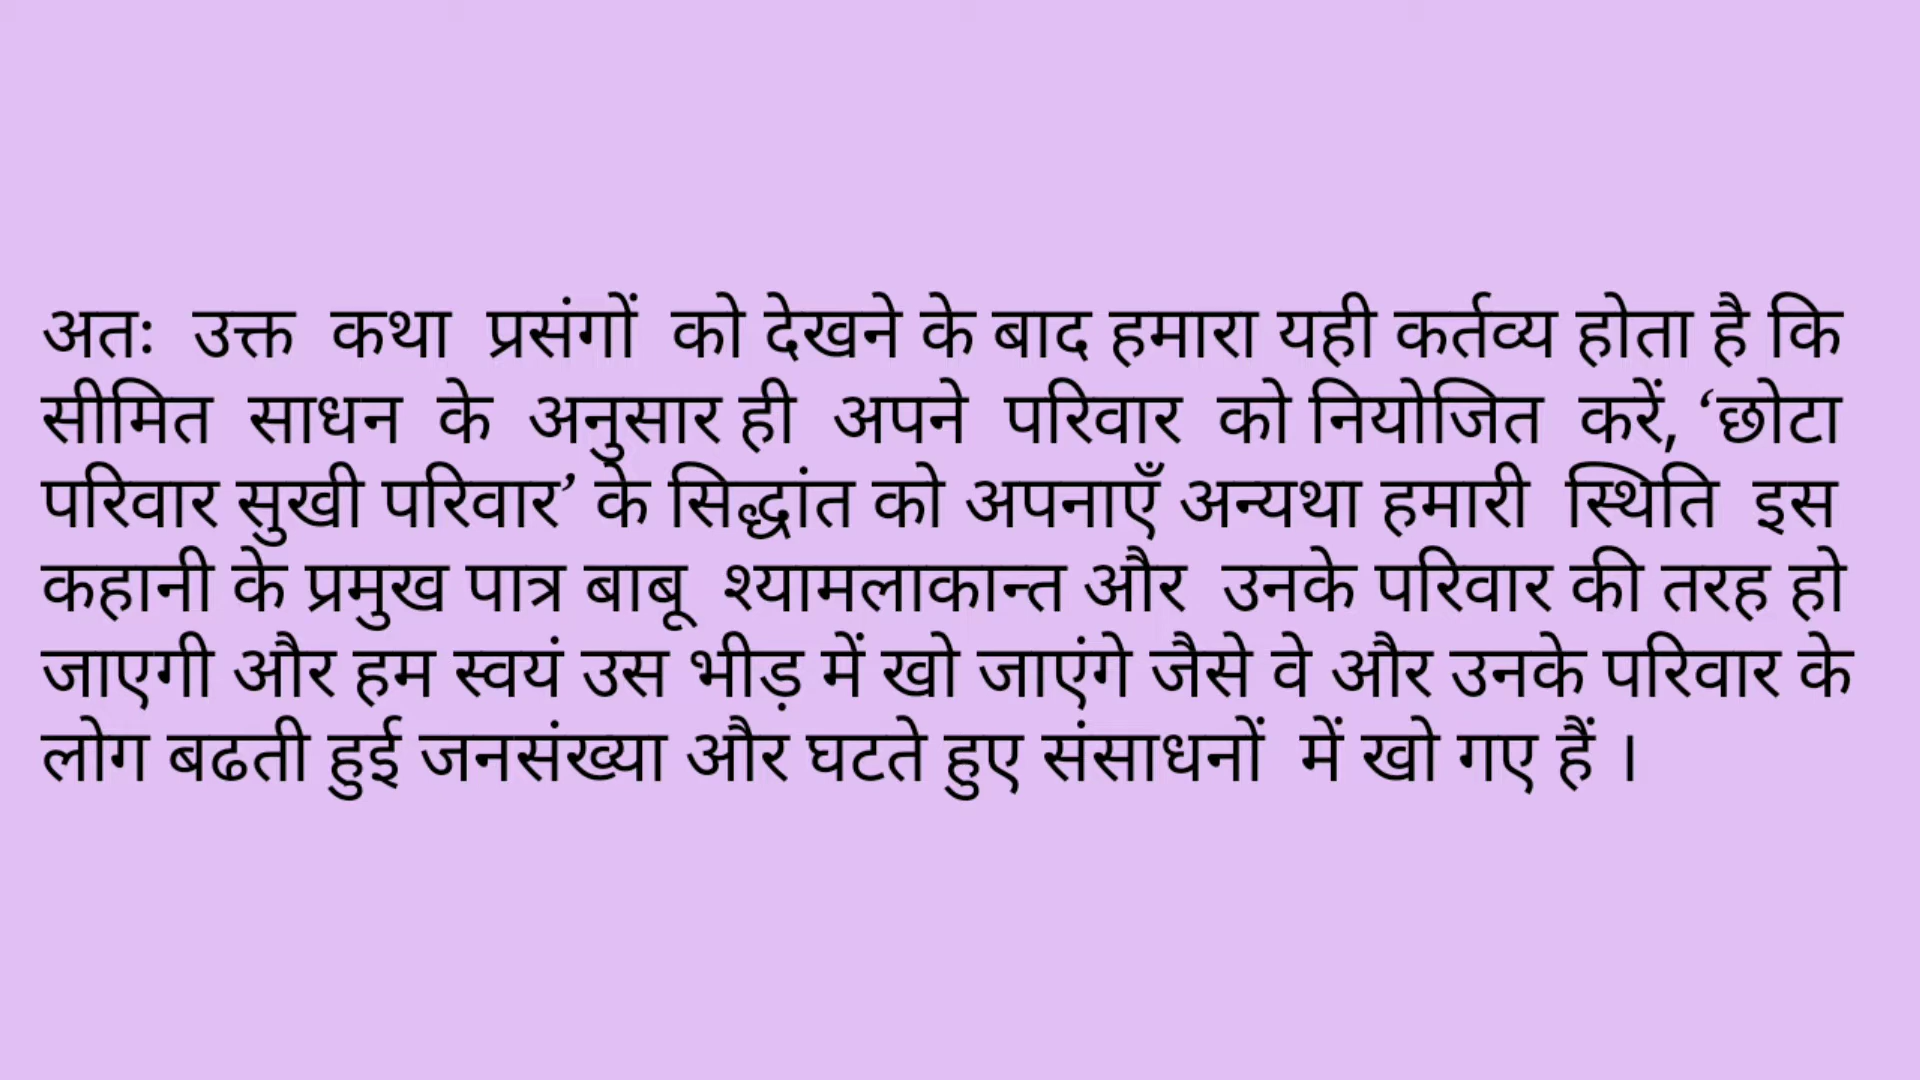 अतः उक्त कथा प्रसंगों को देखने के बाद हमारा यही कर्तव्य होता है कि
सीमित साधन के अनुसार ही अपने परिवार को नियोजित करें, ‘छोटा
परिवार सुखी परिवार’ के सिद्धांत को अपनाएँ अन्यथा हमारी स्थिति इस
कहानी के प्रमुख पात्र बाबू श्यामलाकान्त और उनके परिवार की तरह हो
जाएगी और हम स्वयं उस भीड़ में खो जाएंगे जैसे वे और उनके परिवार के
लोग बढती हुई जनसंख्या और घटते हुए संसाधनों में खो गए हैं ।